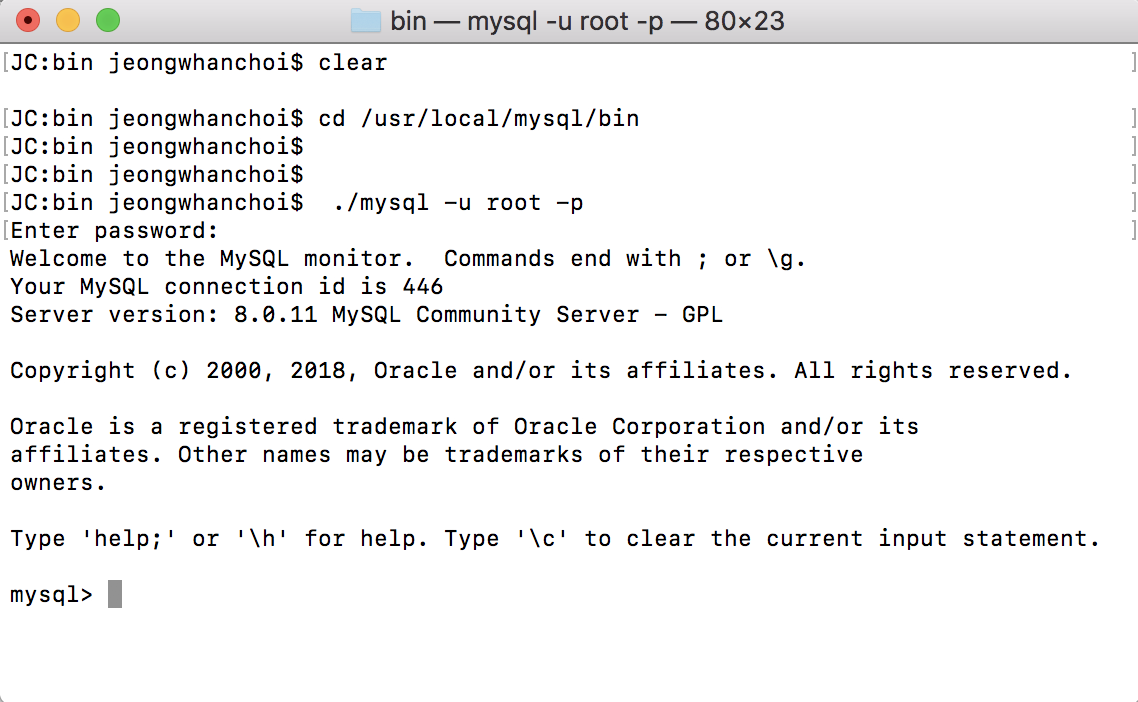 bin — mysql -u root -p — 80×23
[JC:bin jeongwhanchoi$ clear ]
[JC:bin jeongwhanchoi$ cd /usr/local/mysql/bin ]
[JC:bin jeongwhanchoi$ ]
[JC:bin jeongwhanchoi$ ]
[JC:bin jeongwhanchoi$  ./mysql -u root -p ]
[Enter password: ]
Welcome to the MySQL monitor.  Commands end with ; or \g.
Your MySQL connection id is 446
Server version: 8.0.11 MySQL Community Server - GPL
Copyright (c) 2000, 2018, Oracle and/or its affiliates. All rights reserved.
Oracle is a registered trademark of Oracle Corporation and/or its
affiliates. Other names may be trademarks of their respective
owners.
Type 'help;' or '\h' for help. Type '\c' to clear the current input statement.
mysql>